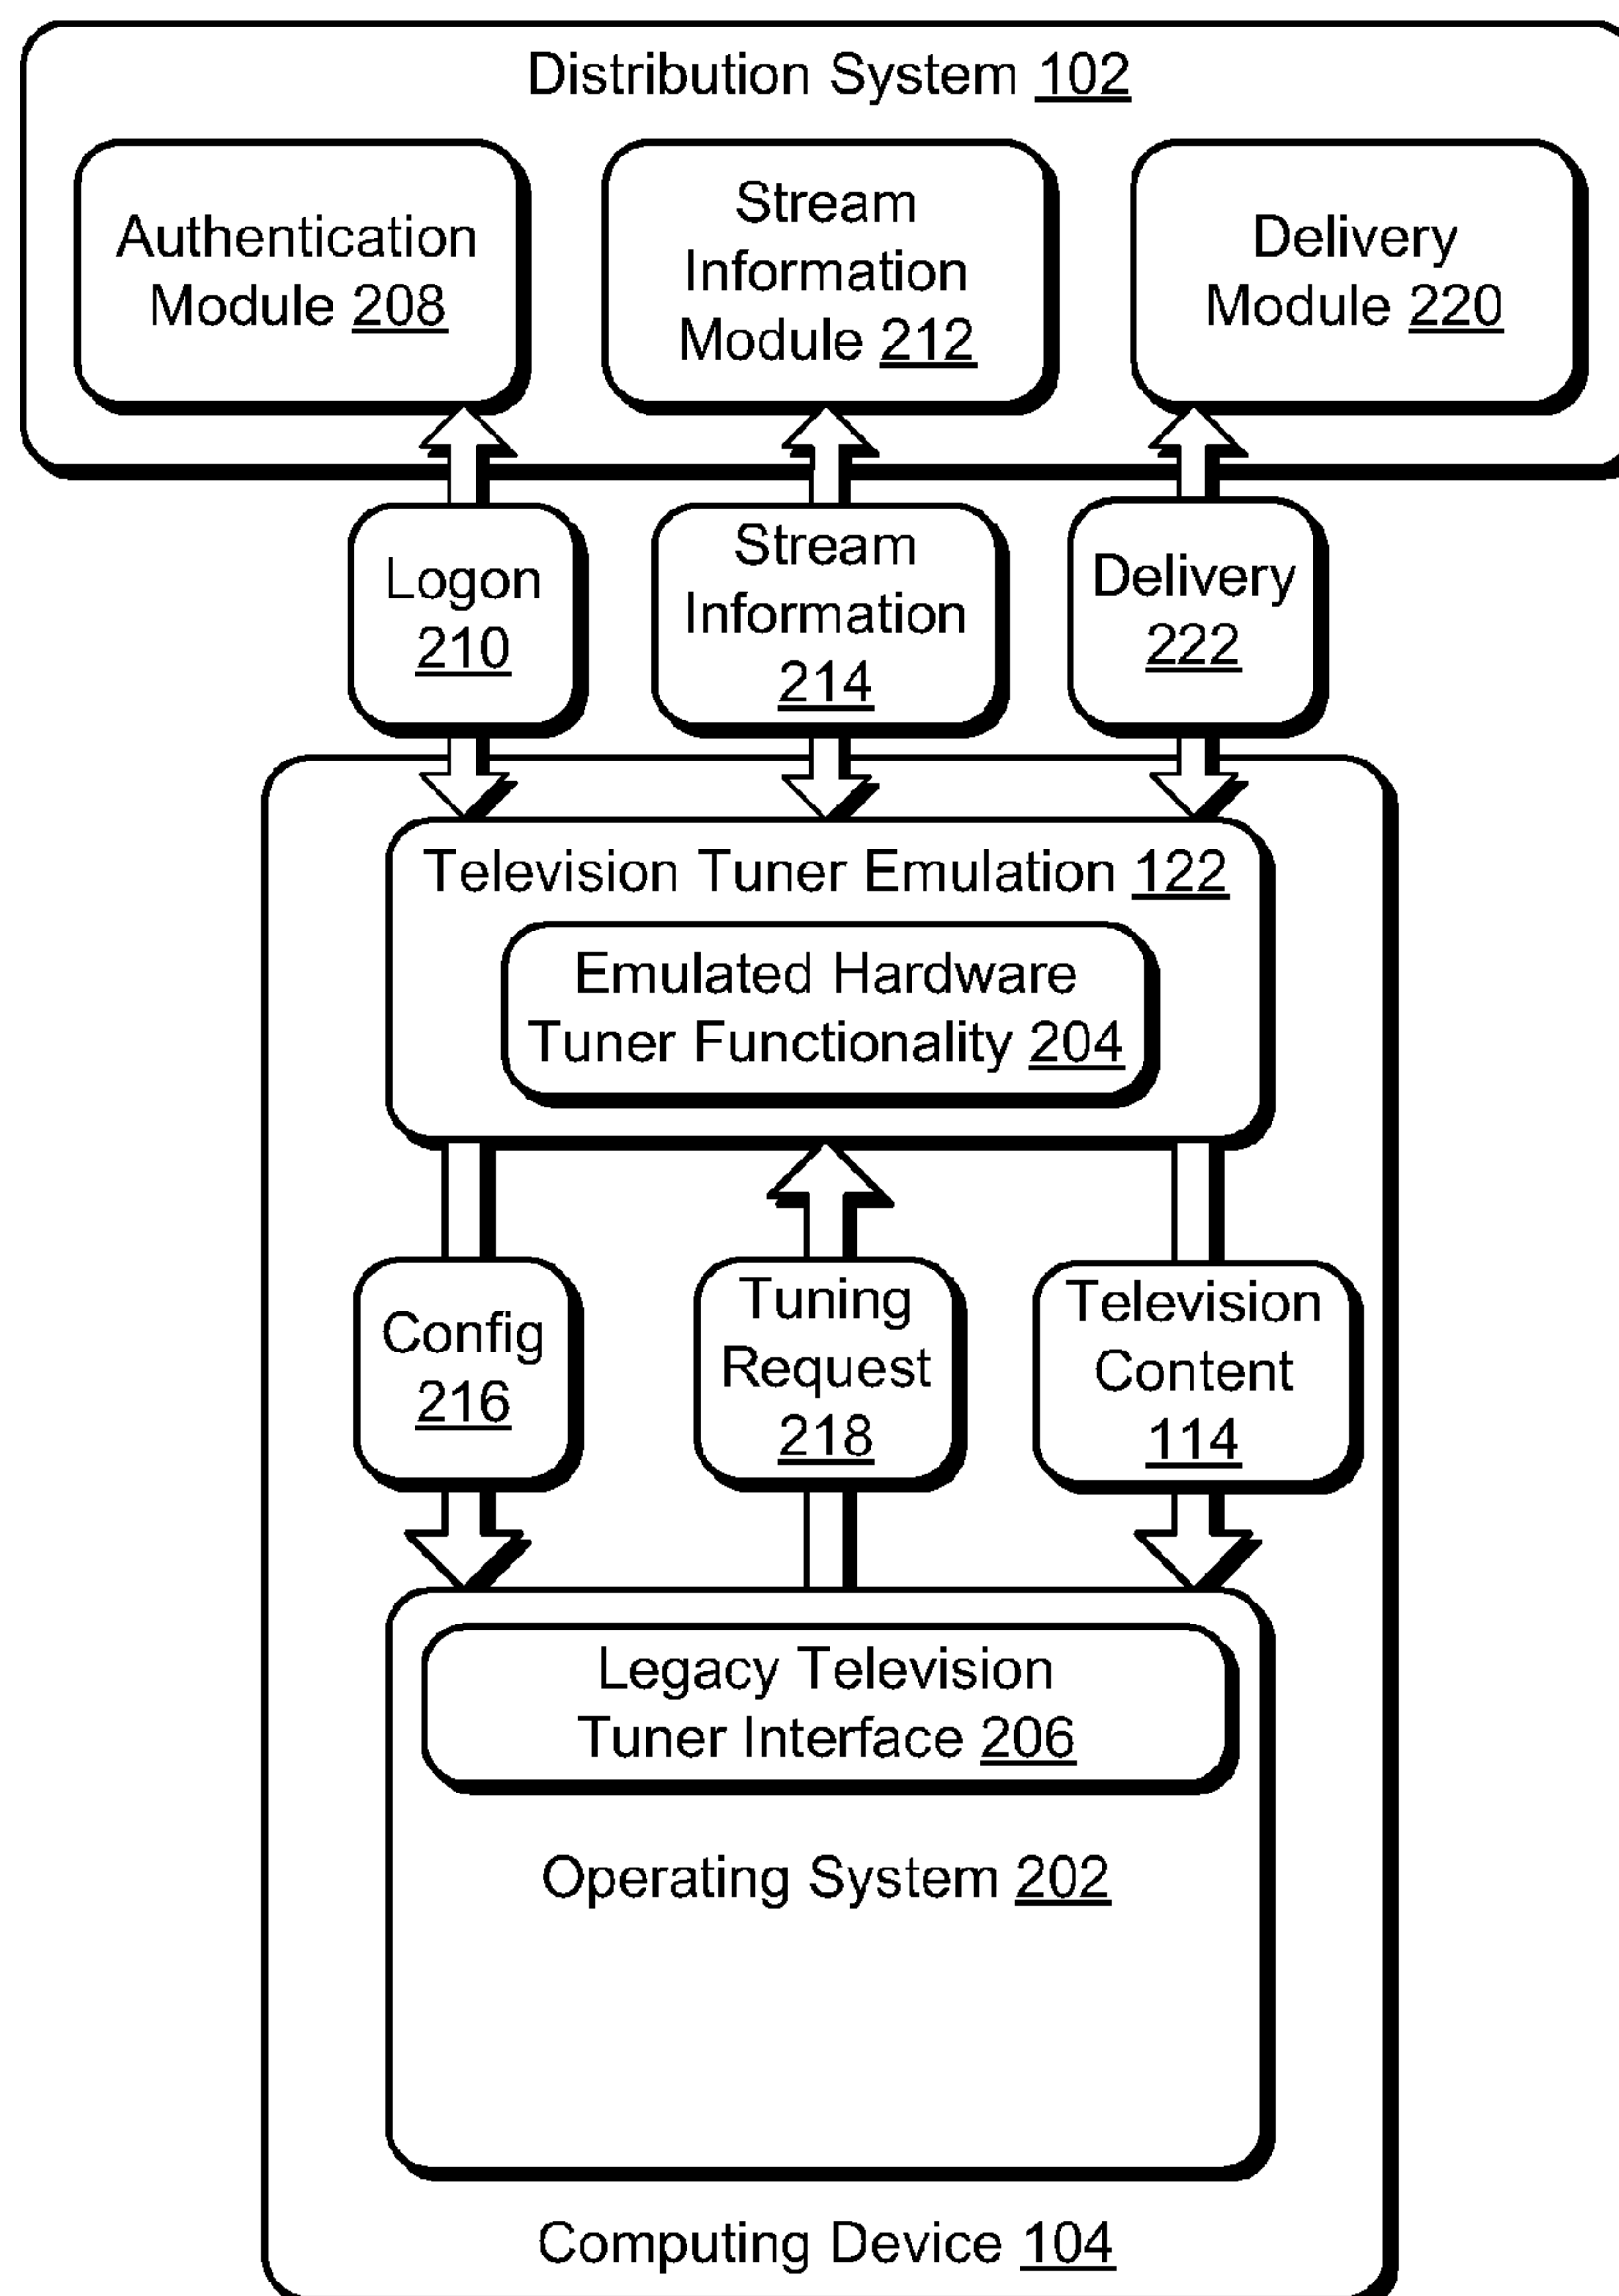 Distribution System 102
Authentication
Module 208
Stream
Information
Module 212
Delivery
Module 220
Logon
210
Stream
Information
214
Delivery
222
Television Tuner Emulation 122
Emulated Hardware
Tuner Functionality 204
Config
216
Tuning
Request
218
Television
Content
114
Legacy Television
Tuner Interface 206
Operating System 202
Computing Device 104